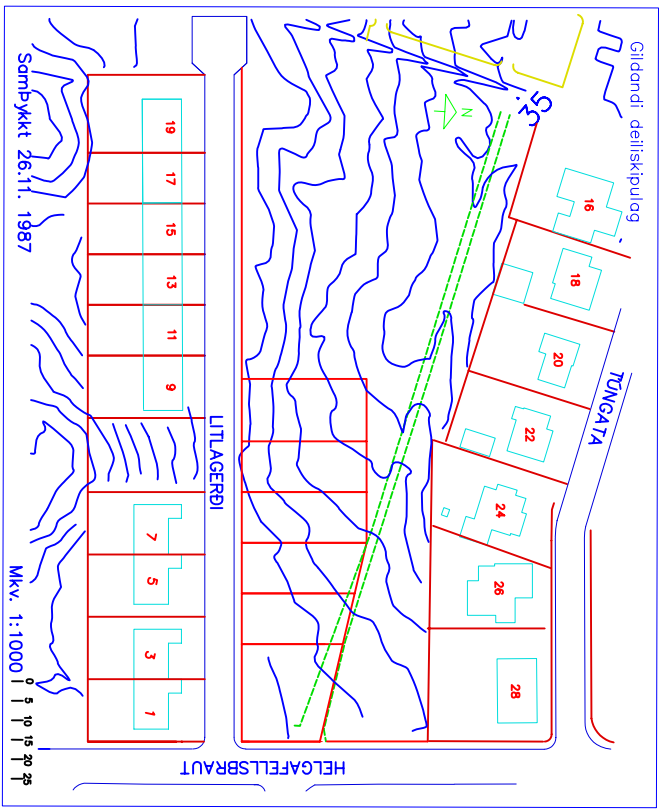 Gildandi deiliskipulag
35
N
16
18
20
22
24
26
28
TÚNGATA
19
17
15
13
11
9
7
5
3
1
LITLAGERÐI
HELGAFELLSBRAUT
Samþykkt 26.11. 1987
Mkv. 1:1000
0 5 10 15 20 25